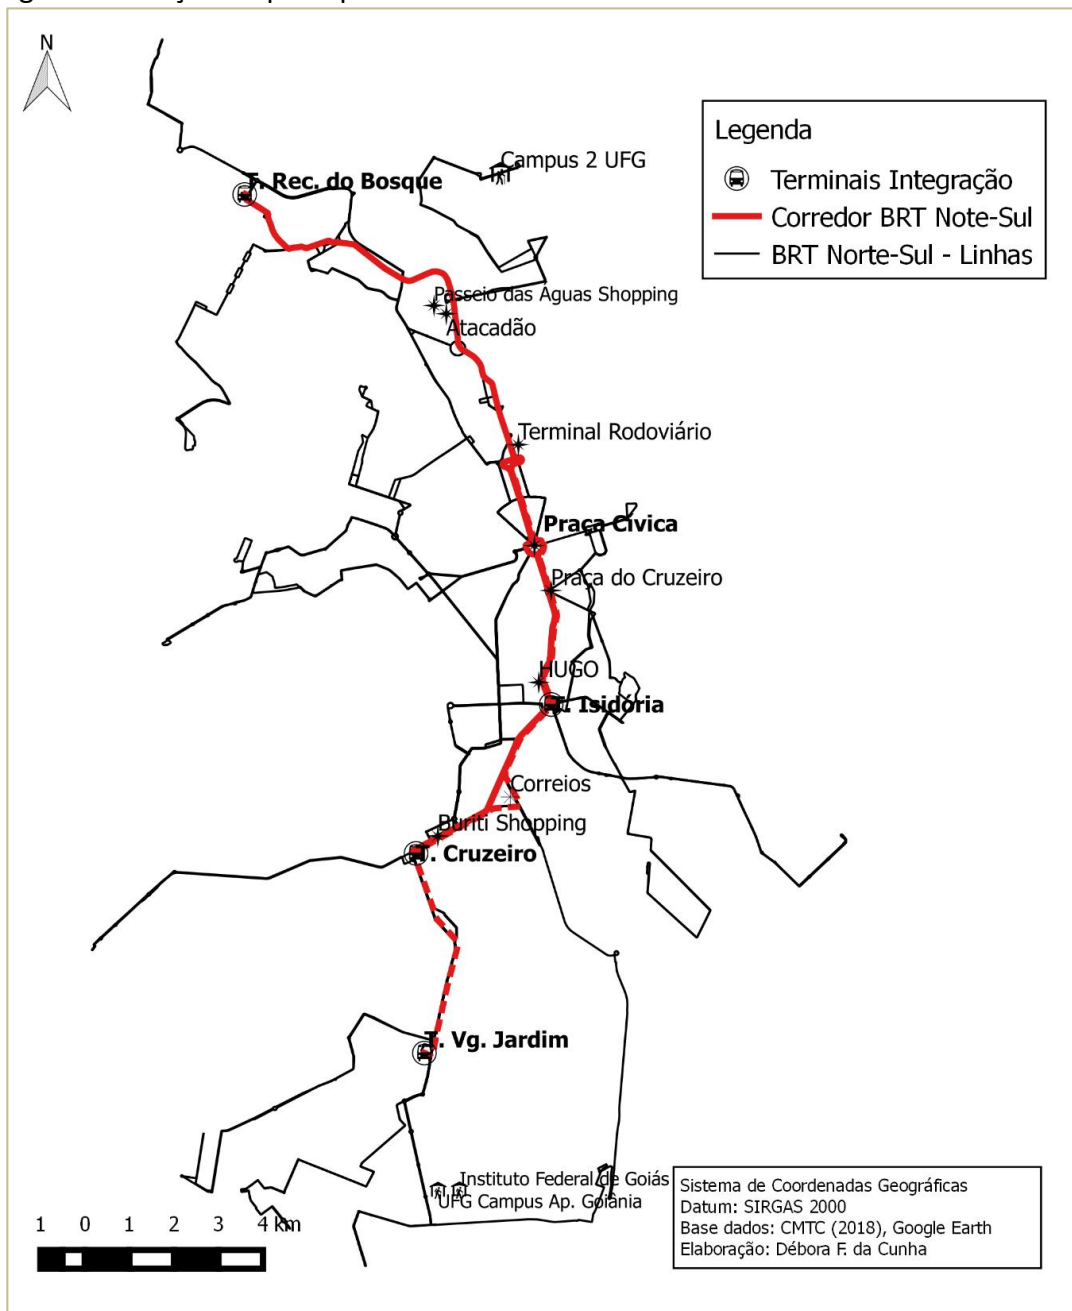 N
Legenda
Terminais Integração
Corredor BRT Note-Sul
BRT Norte-Sul - Linhas
Campus 2 UFG
T. Rec. do Bosque
Passeio das Aguas Shopping
Atacadão
Terminal Rodoviário
Praça Cívica
Praça do Cruzeiro
HUGO
T. Isidória
Correios
Buriti Shopping
T. Cruzeiro
T. Vg. Jardim
Instituto Federal de Goiás
UFG Campus Ap. Goiânia
1 0 1 2 3 4 km
Sistema de Coordenadas Geográficas
Datum: SIRGAS 2000
Base dados: CMTC (2018), Google Earth
Elaboração: Débora F. da Cunha